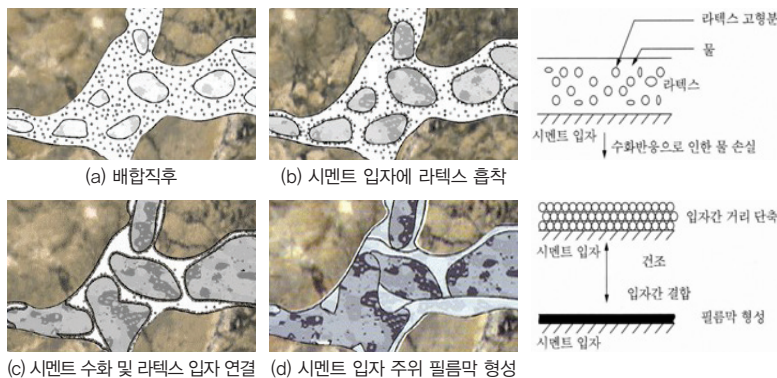 (a) 배합직후
(b) 시멘트 입자에 라텍스 흡착
(c) 시멘트 수화 및 라텍스 입자 연결
(d) 시멘트 입자 주위 필름막 형성
라텍스 고형분
물
라텍스
시멘트 입자
수화반응으로 인한 물 손실
입자간 거리 단축
시멘트 입자
건조
입자간 결합
필름막 형성
시멘트 입자